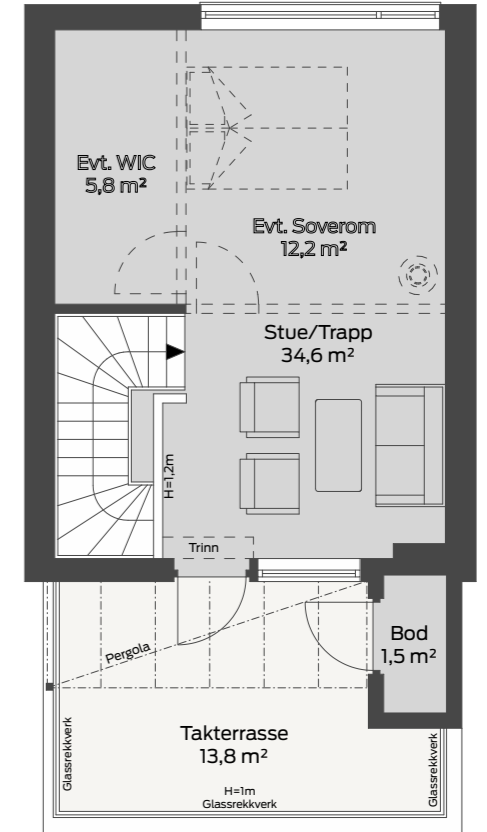 Evt. WIC
5,8 m²
Evt. Soverom
12,2 m²
Stue/Trapp
34,6 m²
H=1,2m
Trinn
Bod
1,5 m²
Pergola
Takterrasse
13,8 m²
Glassrekkverk
Glassrekkverk
H=1m
Glassrekkverk